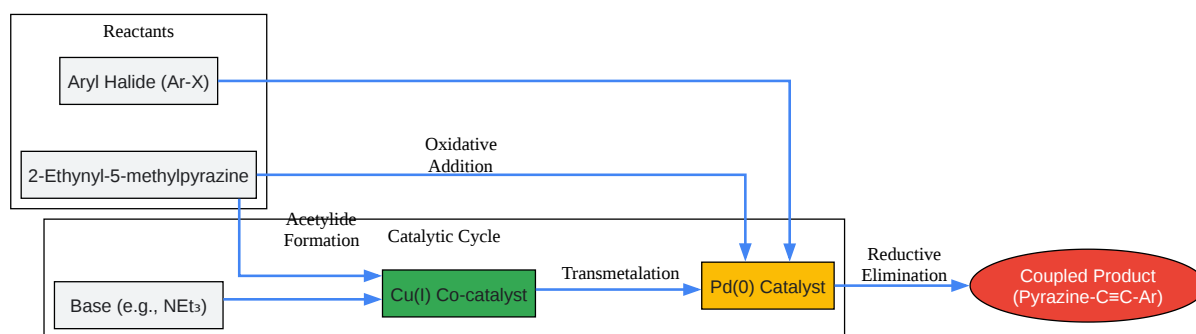 Reactants
Aryl Halide (Ar-X)
2-Ethynyl-5-methylpyrazine
Oxidative
Addition
Acetylide
Formation
Catalytic Cycle
Base (e.g., NEt₃)
Cu(I) Co-catalyst
Transmetalation
Pd(0) Catalyst
Reductive
Elimination
Coupled Product
(Pyrazine-C≡C-Ar)